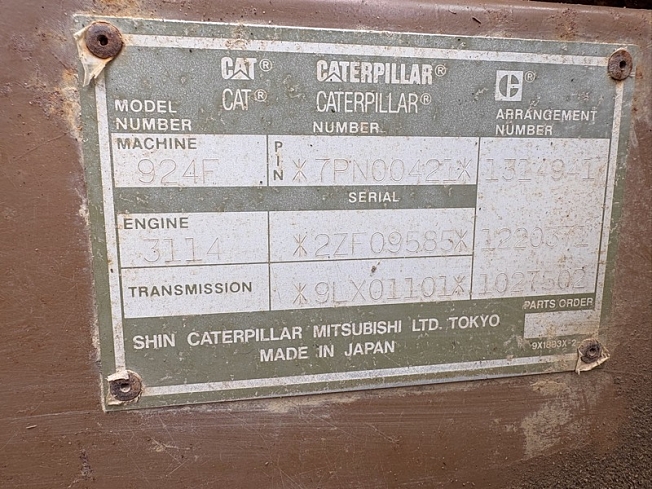 CAT® CATERPILLAR®
CAT® CATERPILLAR®
MODEL NUMBER NUMBER ARRANGEMENT NUMBER
MACHINE
924F PIN *7PN00421*
SERIAL
ENGINE
3114 *2ZF09585*
TRANSMISSION *9LX01101* 1027502
PARTS ORDER
SHIN CATERPILLAR MITSUBISHI LTD. TOKYO
MADE IN JAPAN